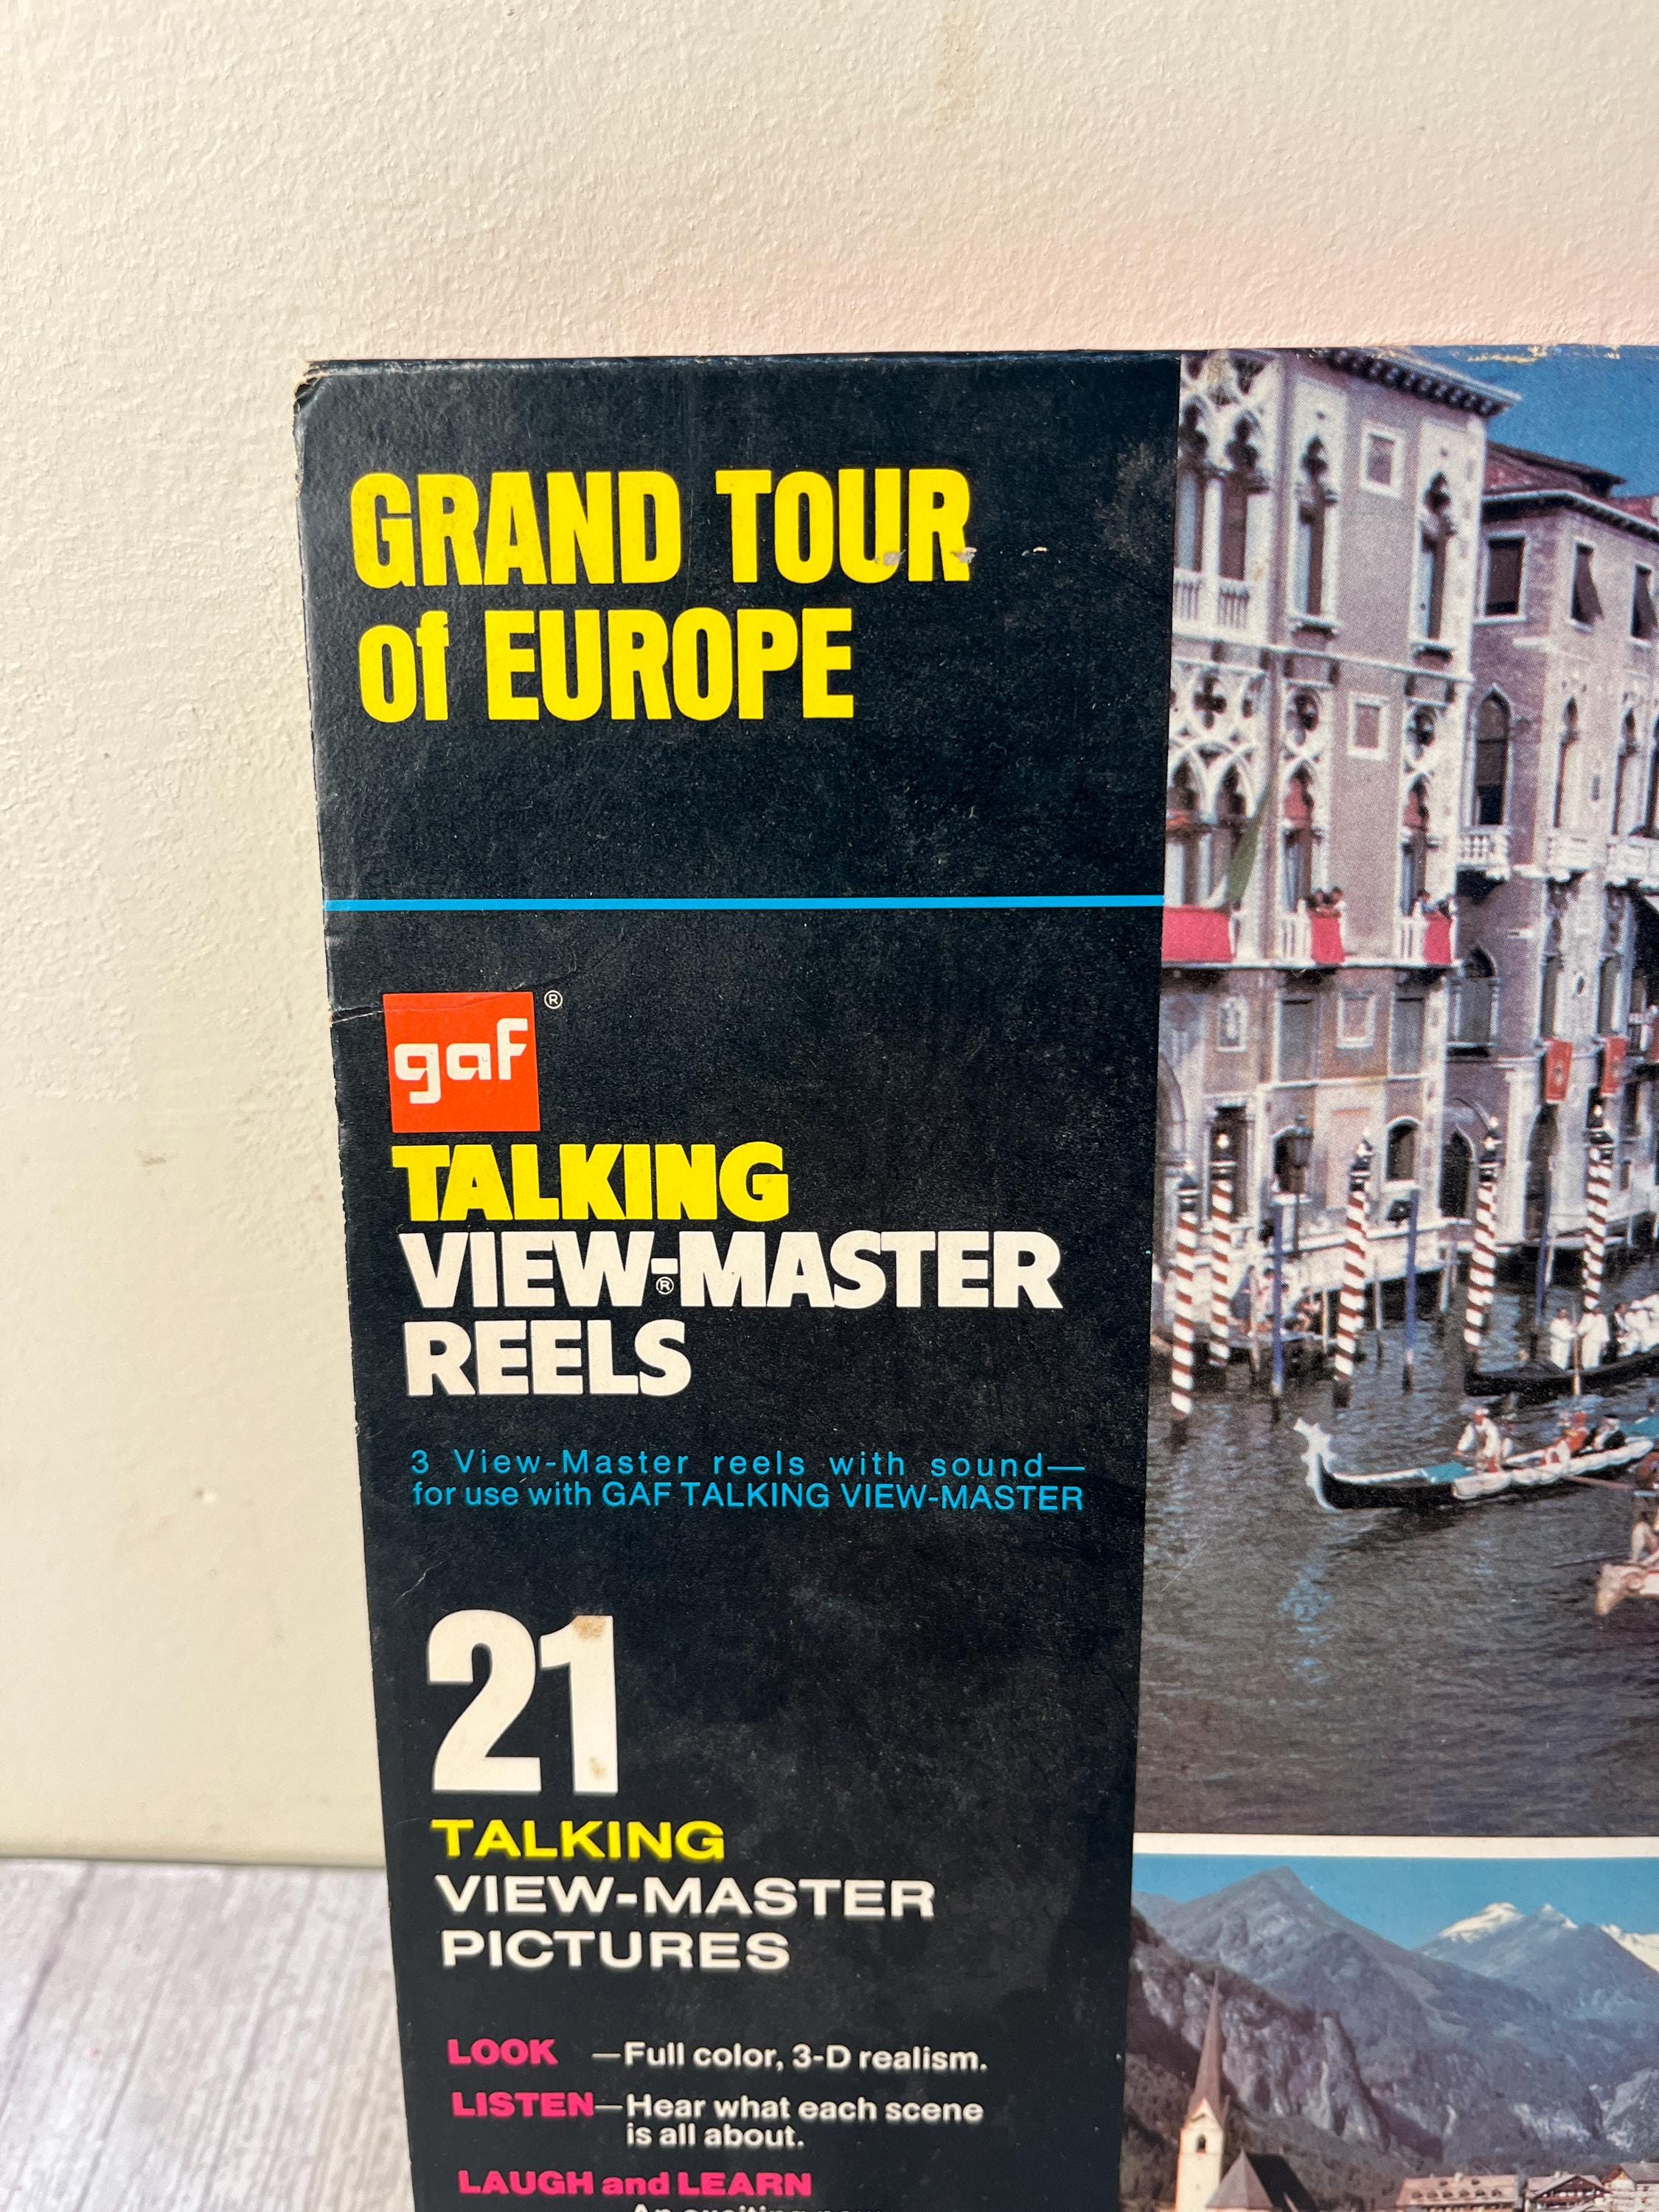 GRAND TOUR
of EUROPE
gaf ®
TALKING
VIEW-MASTER®
REELS
3 View-Master reels with sound—
for use with GAF TALKING VIEW-MASTER
21
TALKING
VIEW-MASTER
PICTURES
LOOK —Full color, 3-D realism.
LISTEN—Hear what each scene
is all about.
LAUGH and LEARN